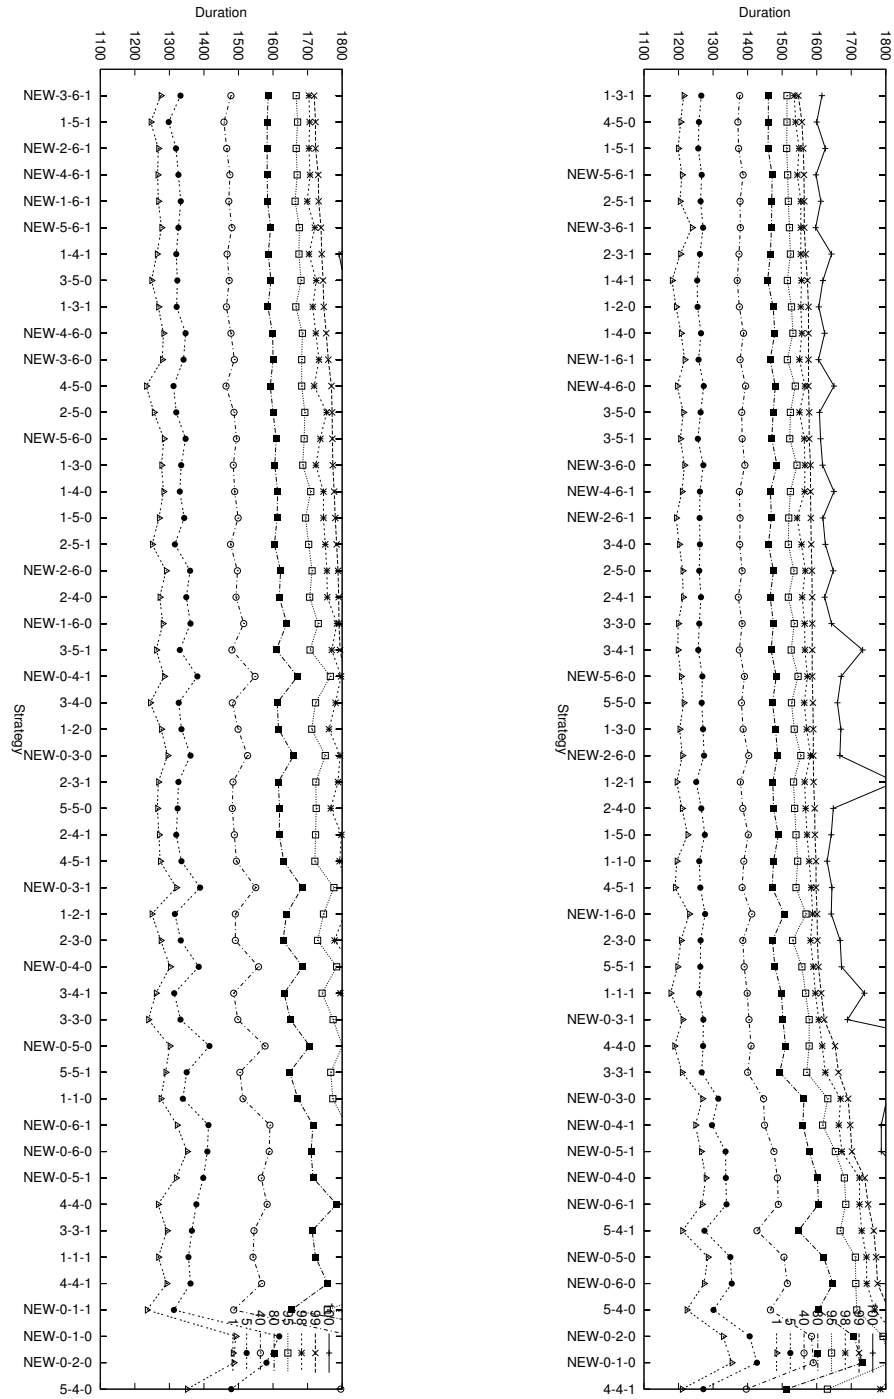 Duration
1100 1200 1300 1400 1500 1600 1700 1800
NEW-3-6-1
1-5-1
NEW-2-6-1
NEW-4-6-1
NEW-1-6-1
NEW-5-6-1
1-4-1
3-5-0
1-3-1
NEW-4-6-0
NEW-3-6-0
4-5-0
2-5-0
NEW-5-6-0
1-3-0
1-4-0
1-5-0
2-5-1
NEW-2-6-0
2-4-0
NEW-1-6-0
3-5-1
NEW-0-4-1
3-4-0
1-2-0
NEW-0-3-0
2-3-1
5-5-0
2-4-1
4-5-1
NEW-0-3-1
1-2-1
2-3-0
NEW-0-4-0
3-4-1
3-3-0
NEW-0-5-0
5-5-1
1-1-0
NEW-0-6-1
NEW-0-6-0
NEW-0-5-1
4-4-0
3-3-1
1-1-1
4-4-1
NEW-0-1-1
NEW-0-1-0
NEW-0-2-0
5-4-0
Strategy
1 5 40 80 95 98 99 100
Duration
1100 1200 1300 1400 1500 1600 1700 1800
1-3-1
4-5-0
1-5-1
NEW-5-6-1
2-5-1
NEW-3-6-1
2-3-1
1-4-1
1-2-0
1-4-0
NEW-1-6-1
NEW-4-6-0
3-5-0
3-5-1
NEW-3-6-0
NEW-4-6-1
NEW-2-6-1
3-4-0
2-5-0
2-4-1
3-3-0
3-4-1
NEW-5-6-0
5-5-0
1-3-0
NEW-2-6-0
1-2-1
2-4-0
1-5-0
1-1-0
4-5-1
NEW-1-6-0
2-3-0
5-5-1
1-1-1
NEW-0-3-1
4-4-0
3-3-1
NEW-0-3-0
NEW-0-4-1
NEW-0-5-1
NEW-0-4-0
NEW-0-6-1
5-4-1
NEW-0-5-0
NEW-0-6-0
5-4-0
NEW-0-2-0
NEW-0-1-0
4-4-1
Strategy
1 5 40 80 95 98 99 100